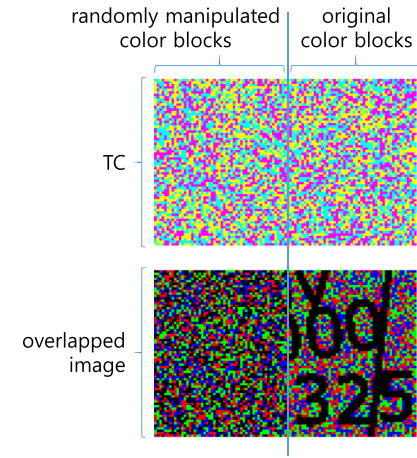 randomly manipulated
color blocks
original
color blocks
TC
overlapped
image
325